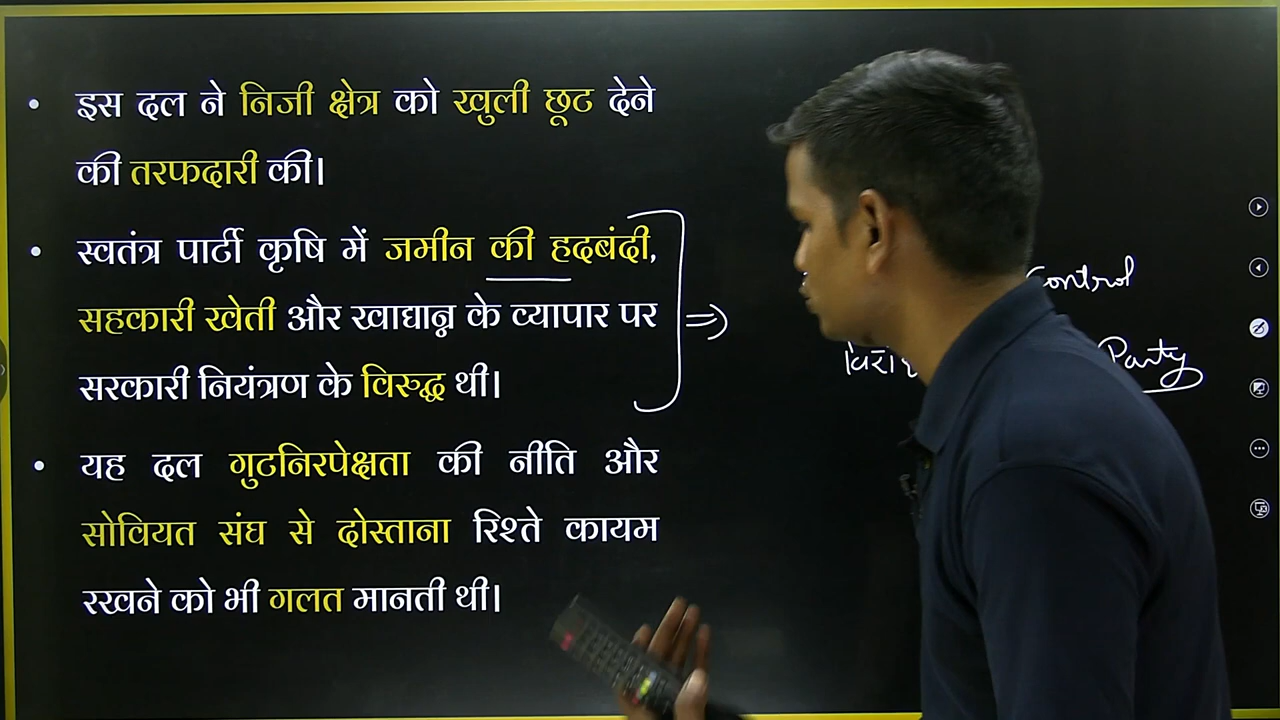 • इस दल ने निजी क्षेत्र को खुली छूट देने
की तरफदारी की।
• स्वतंत्र पार्टी कृषि में जमीन की हदबंदी,
सहकारी खेती और खाद्यान्न के व्यापार पर
सरकारी नियंत्रण के विरुद्ध थी।
• यह दल गुटनिरपेक्षता की नीति और
सोवियत संघ से दोस्ताना रिश्ते कायम
रखने को भी गलत मानती थी।
Control
Party